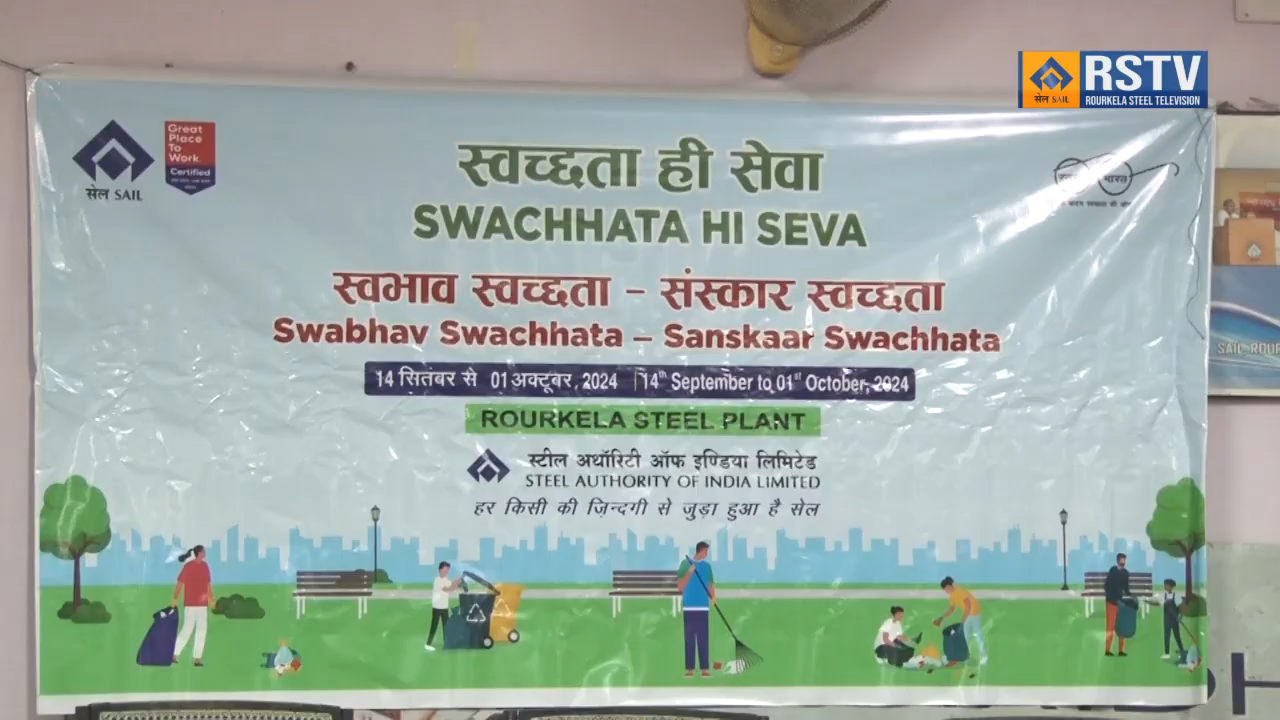 सेल SAIL
RSTV
ROURKELA STEEL TELEVISION
Great
Place
To
Work
Certified
सेल SAIL
स्वच्छता ही सेवा
SWACHHATA HI SEVA
भारत
स्वभाव स्वच्छता – संस्कार स्वच्छता
Swabhav Swachhata – Sanskaar Swachhata
14 सितंबर से 01 अक्टूबर, 2024 | 14th September to 01st October, 2024
ROURKELA STEEL PLANT
स्टील अथॉरिटी ऑफ इण्डिया लिमिटेड
STEEL AUTHORITY OF INDIA LIMITED
हर किसी की ज़िन्दगी से जुड़ा हुआ है सेल
SAIL